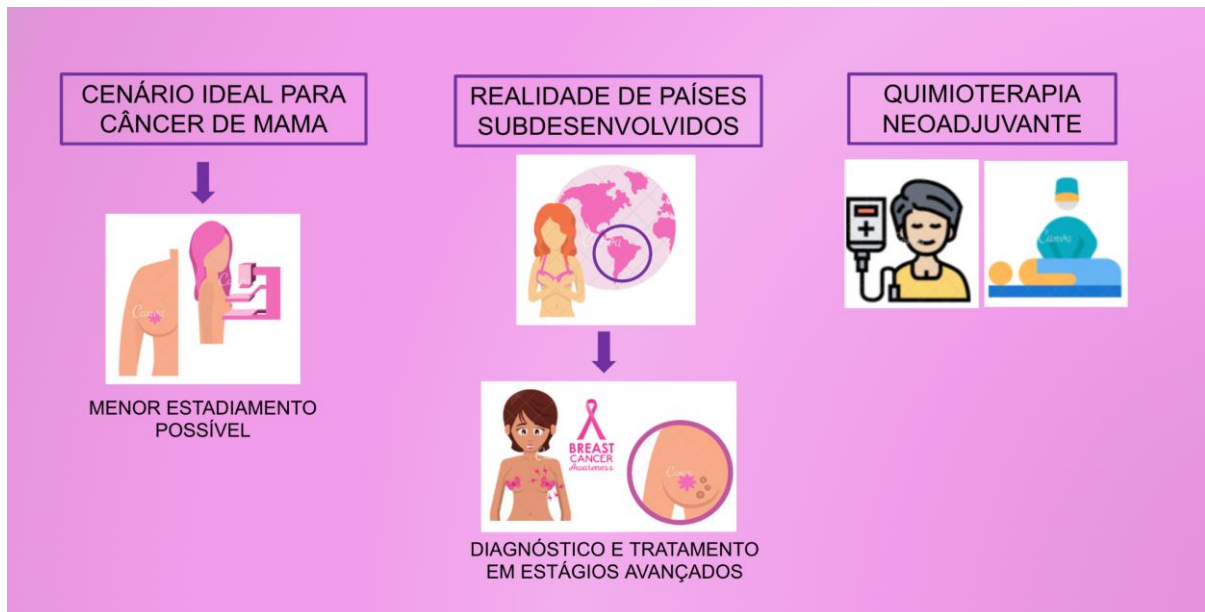 CENÁRIO IDEAL PARA
CÂNCER DE MAMA
MENOR ESTADIAMENTO
POSSÍVEL
REALIDADE DE PAÍSES
SUBDESENVOLVIDOS
BREAST
CANCER
Awareness
DIAGNÓSTICO E TRATAMENTO
EM ESTÁGIOS AVANÇADOS
QUIMIOTERAPIA
NEOADJUVANTE
Canva